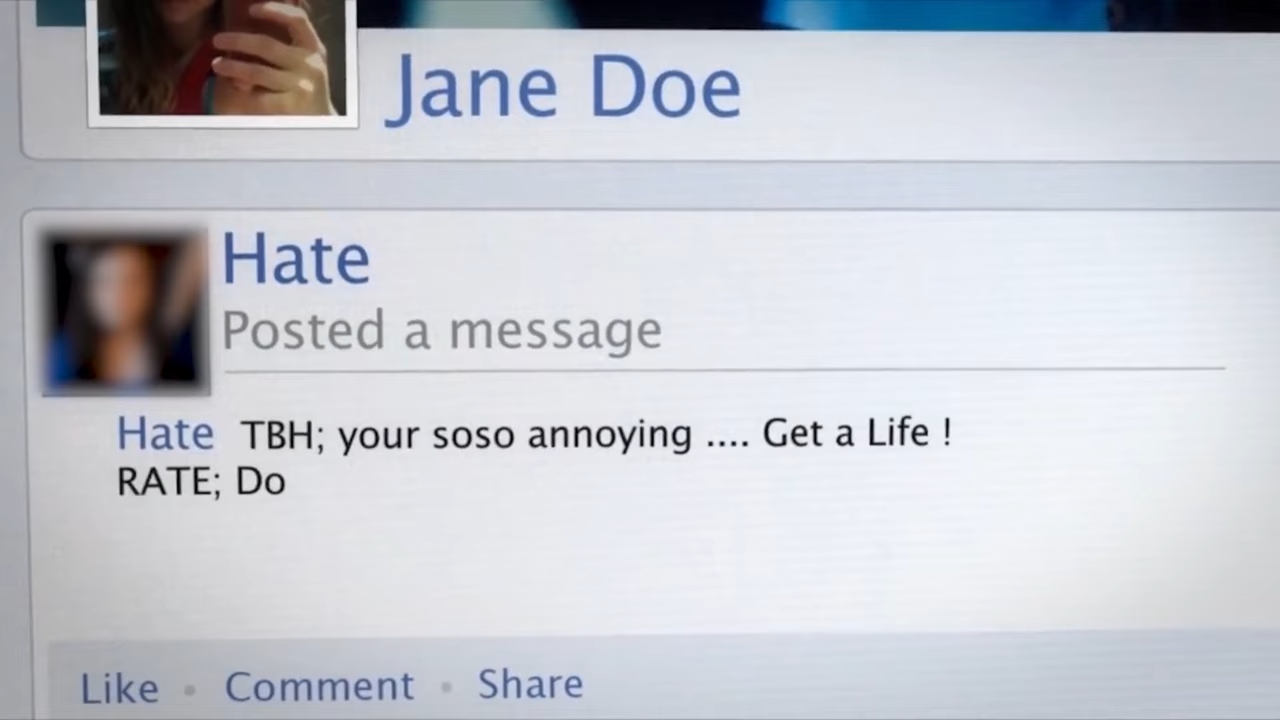 Jane Doe
Hate
Posted a message
Hate TBH; your soso annoying .... Get a Life !
RATE; Do
Like • Comment • Share